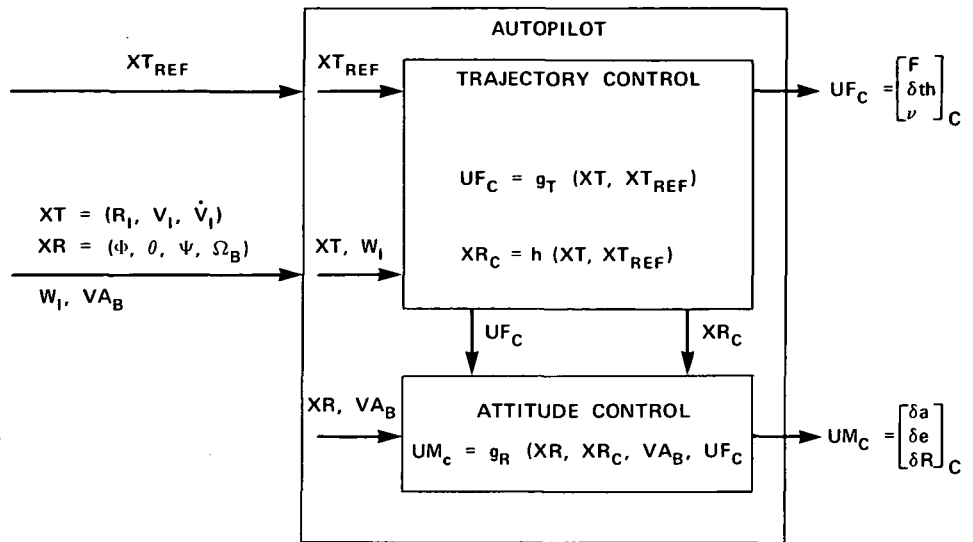 AUTOPILOT
XT_REF
XT_REF
TRAJECTORY CONTROL
UF_C = [F δth ν]_C
UF_C = g_T (XT, XT_REF)
XT = (R_I, V_I, V̇_I)
XR = (Φ, θ, Ψ, Ω_B)
XT, W_I
XR_C = h (XT, XT_REF)
W_I, VA_B
UF_C
XR_C
XR, VA_B
ATTITUDE CONTROL
UM_c = g_R (XR, XR_C, VA_B, UF_C
UM_C = [δa δe δR]_C